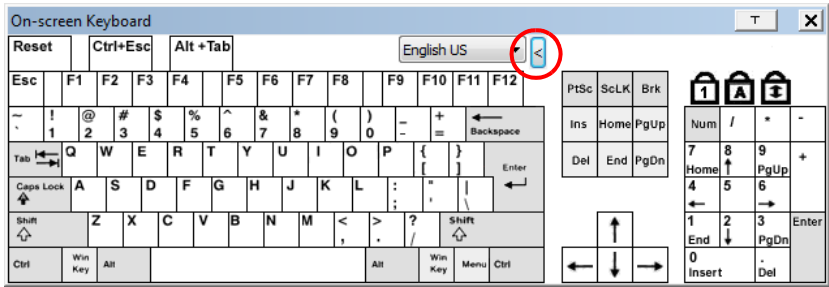 On-screen Keyboard T X
Reset Ctrl+Esc Alt +Tab English US <
Esc F1 F2 F3 F4 F5 F6 F7 F8 F9 F10 F11 F12 PtSc ScLK Brk 1 A
~ ` ! 1 @ 2 # 3 $ 4 % 5 ^ 6 & 7 * 8 ( 9 ) 0 _ - + = Backspace Ins Home PgUp Num / * -
Tab Q W E R T Y U I O P { [ } ] Enter Del End PgDn 7 Home 8 ↑ 9 PgUp +
Caps Lock A S D F G H J K L : ; " ' | \ 4 ← 5 6 →
Shift Z X C V B N M < , > . ? / Shift ↑ 1 End 2 ↓ 3 PgDn Enter
Ctrl Win Key Alt Alt Win Key Menu Ctrl ← ↓ → 0 Insert . Del